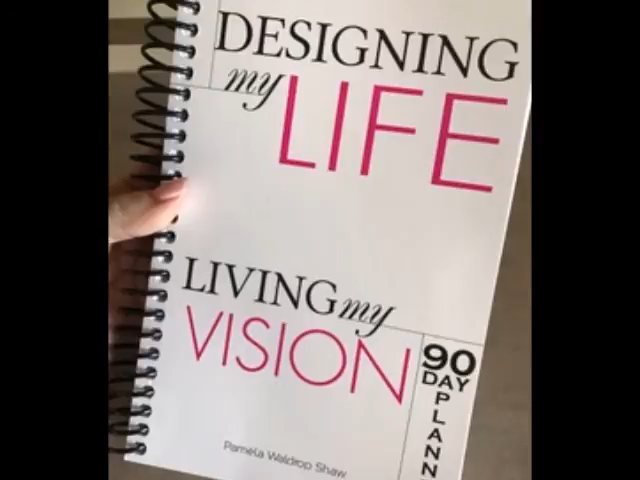 DESIGNING
my LIFE
LIVING my
VISION
90
DAY
PLANN
Pamela Waldrop Shaw